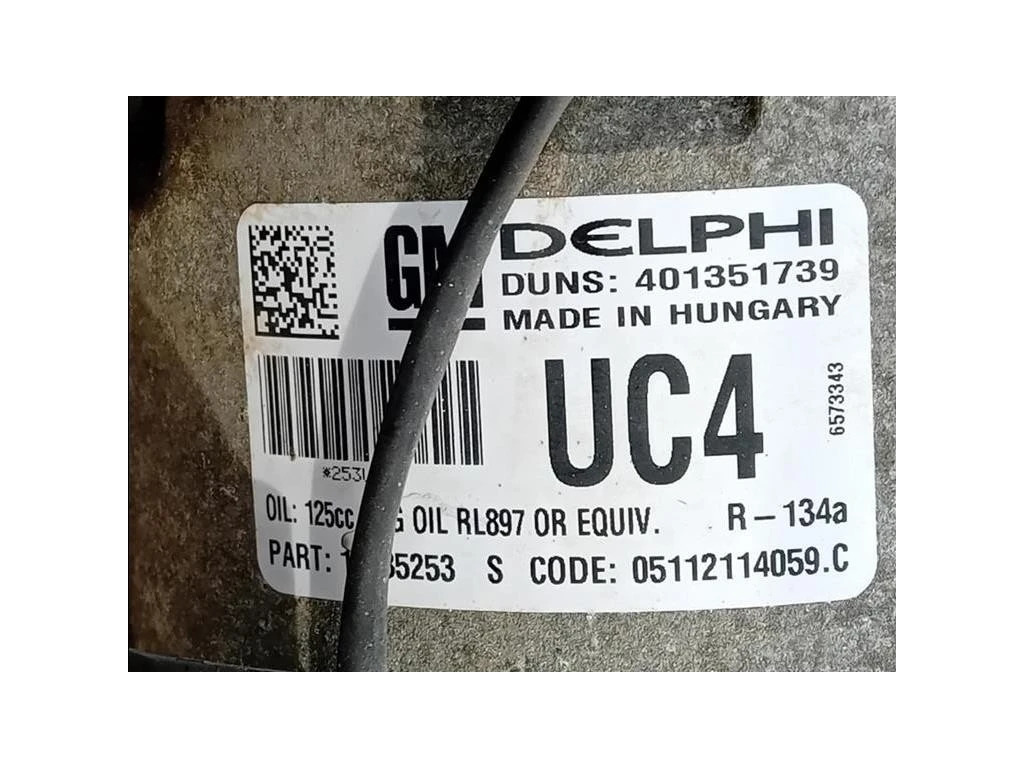 GM DELPHI
DUNS: 401351739
MADE IN HUNGARY
UC4
6573343
OIL: 125cc OIL RL897 OR EQUIV. R-134a
PART: S CODE: 05112114059.C